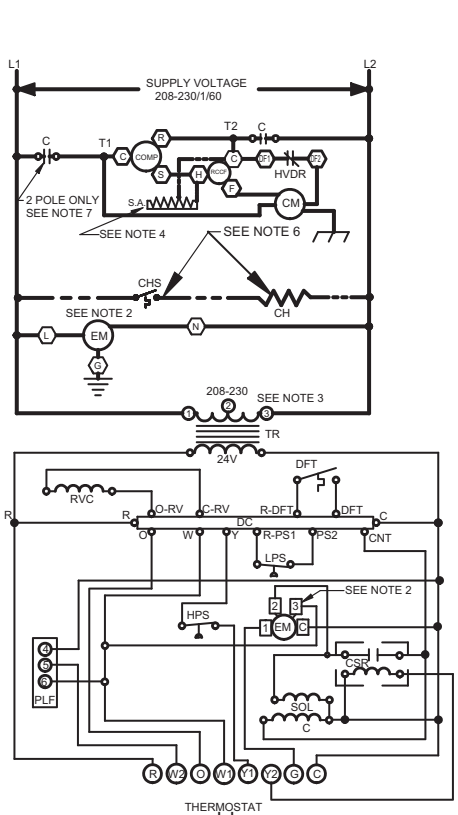 L1 L2
SUPPLY VOLTAGE
208-230/1/60
C T1 R T2 C
C COMP C DF1 DF2
S H RCCF HVDR
F
2 POLE ONLY
SEE NOTE 7
S.A. CM
SEE NOTE 4
SEE NOTE 6
CHS
CH
SEE NOTE 2
L EM N
G
208-230
SEE NOTE 3
1 2 3
TR
24V
DFT
RVC
O-RV C-RV R-DFT DFT
R R DC C
O W Y R-PS1 PS2 CNT
LPS
SEE NOTE 2
2 3
HPS
1 EM C
4
5
6
PLF
CSR
SOL
C
R W2 O W1 Y1 Y2 G C
THERMOSTAT